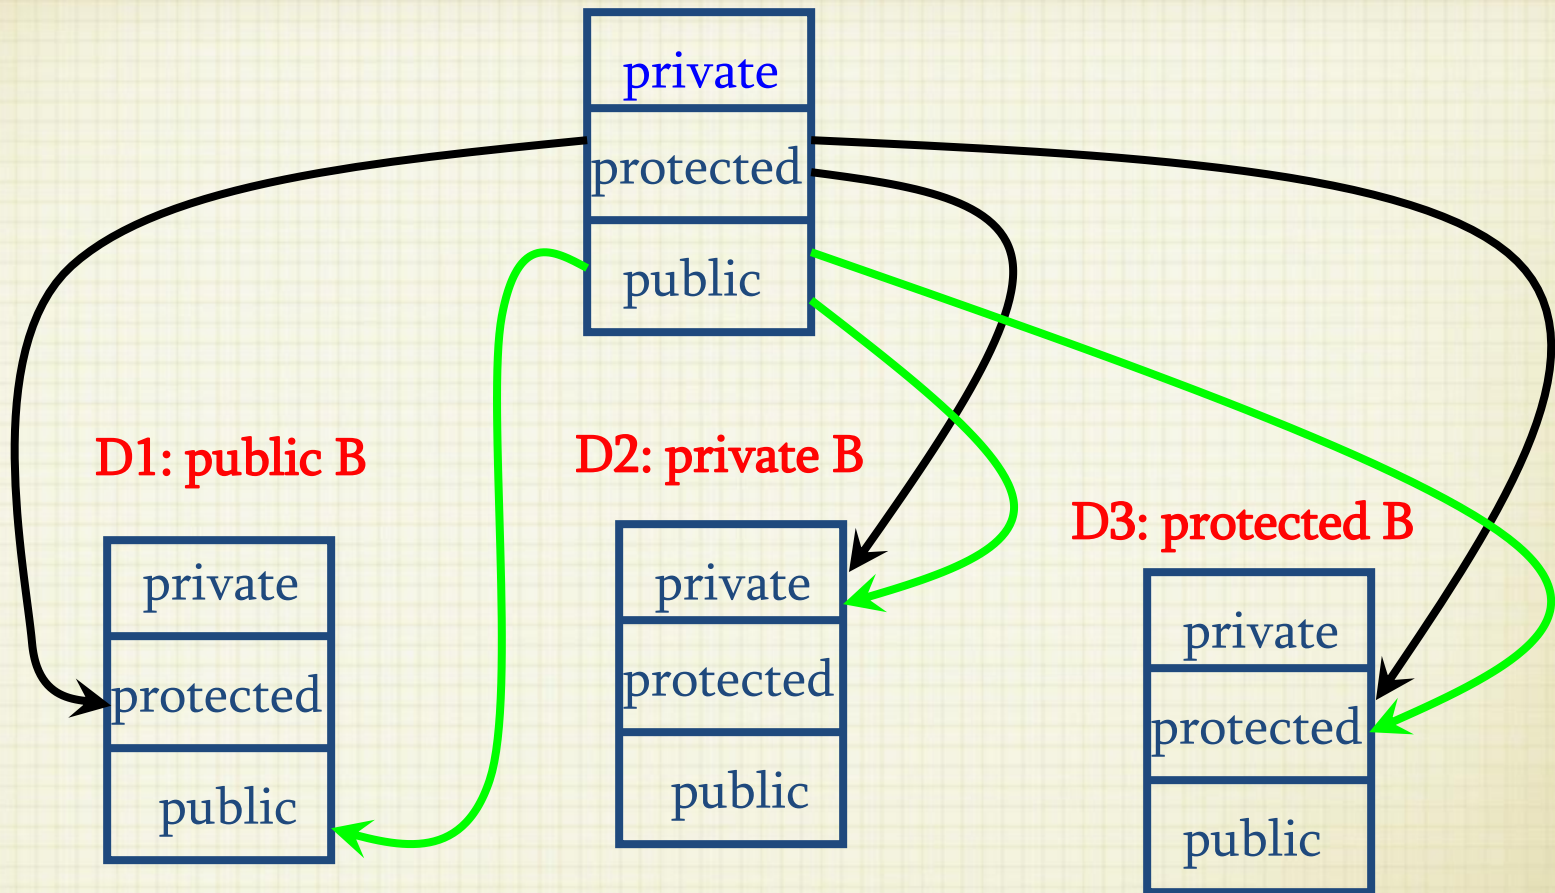 private
protected
public
D1: public B
private
protected
public
D2: private B
private
protected
public
D3: protected B
private
protected
public